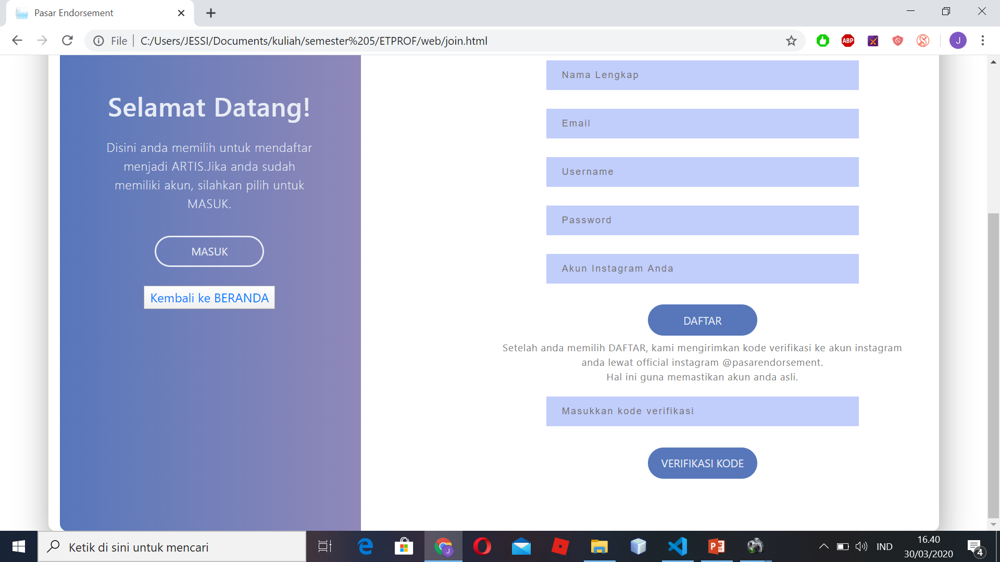 Pasar Endorsement
File
C:/Users/JESSI/Documents/kuliah/semester%205/ETPROF/web/join.html
ABP
J
Selamat Datang!
Disini anda memilih untuk mendaftar
menjadi ARTIS.Jika anda sudah
memiliki akun, silahkan pilih untuk
MASUK.
MASUK
Kembali ke BERANDA
Nama Lengkap
Email
Username
Password
Akun Instagram Anda
DAFTAR
Setelah anda memilih DAFTAR, kami mengirimkan kode verifikasi ke akun instagram
anda lewat official instagram @pasarendorsement.
Hal ini guna memastikan akun anda asli.
Masukkan kode verifikasi
VERIFIKASI KODE
Ketik di sini untuk mencari
J
IND
16.40
30/03/2020
4